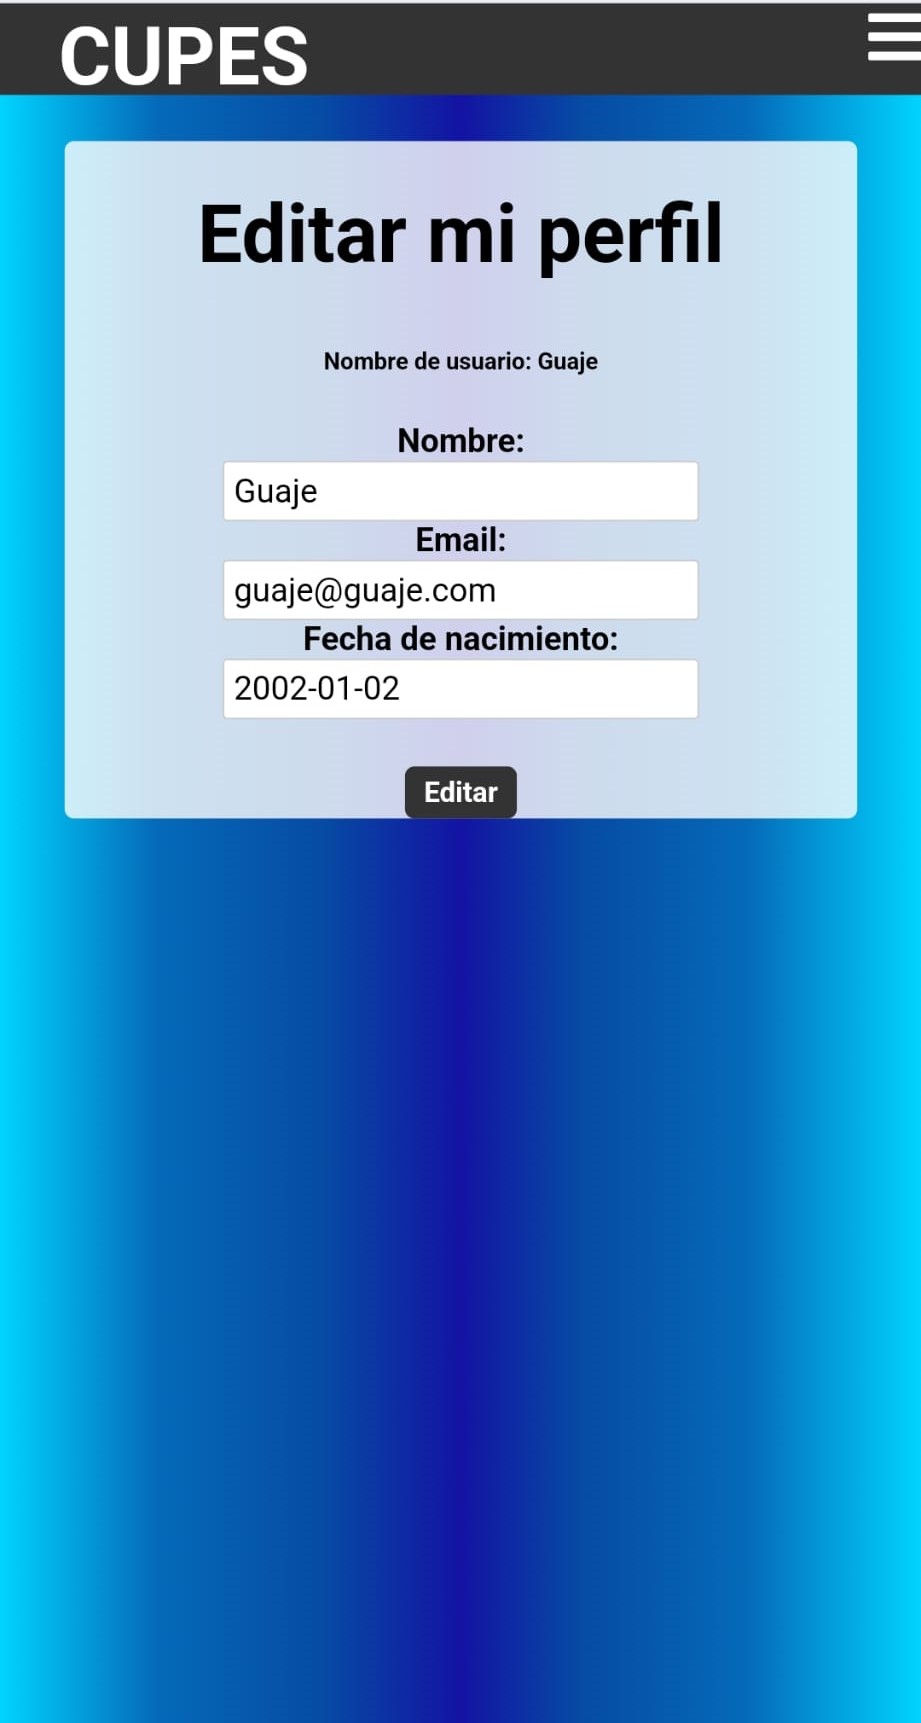 CUPES
Editar mi perfil
Nombre de usuario: Guaje
Nombre:
Guaje
Email:
guaje@guaje.com
Fecha de nacimiento:
2002-01-02
Editar